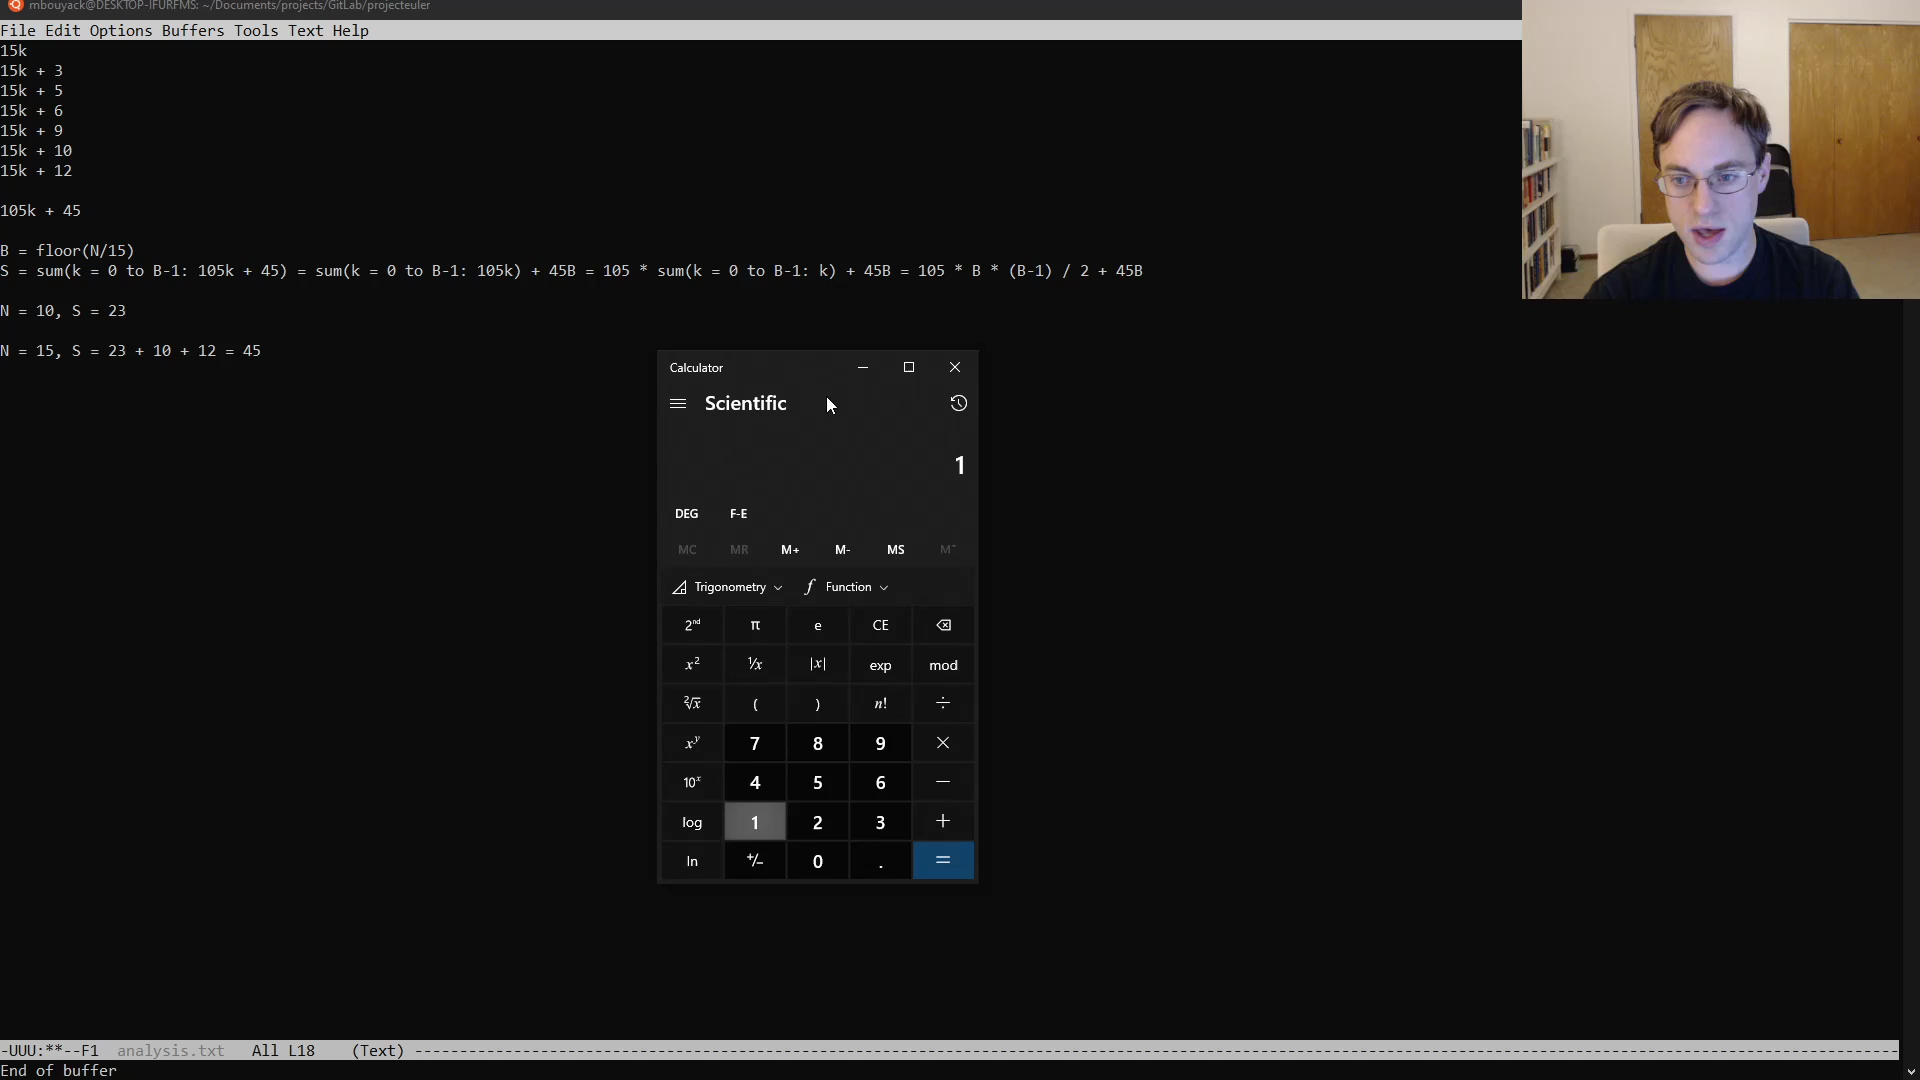 mbouyack@DESKTOP-IFURFMS: ~/Documents/projects/GitLab/projecteuler
File Edit Options Buffers Tools Text Help
15k
15k + 3
15k + 5
15k + 6
15k + 9
15k + 10
15k + 12
105k + 45
B = floor(N/15)
S = sum(k = 0 to B-1: 105k + 45) = sum(k = 0 to B-1: 105k) + 45B = 105 * sum(k = 0 to B-1: k) + 45B = 105 * B * (B-1) / 2 + 45B
N = 10, S = 23
N = 15, S = 23 + 10 + 12 = 45
Calculator
Scientific
1
DEG F-E
MC MR M+ M- MS M˅
Trigonometry f Function
2nd π e CE
x² ¹/x |x| exp mod
²√x ( ) n! ÷
xʸ 7 8 9 ×
10ˣ 4 5 6 −
log 1 2 3 +
ln +/− 0 . =
-UUU:**--F1 analysis.txt All L18 (Text) ----------------------------------------------------------------
End of buffer